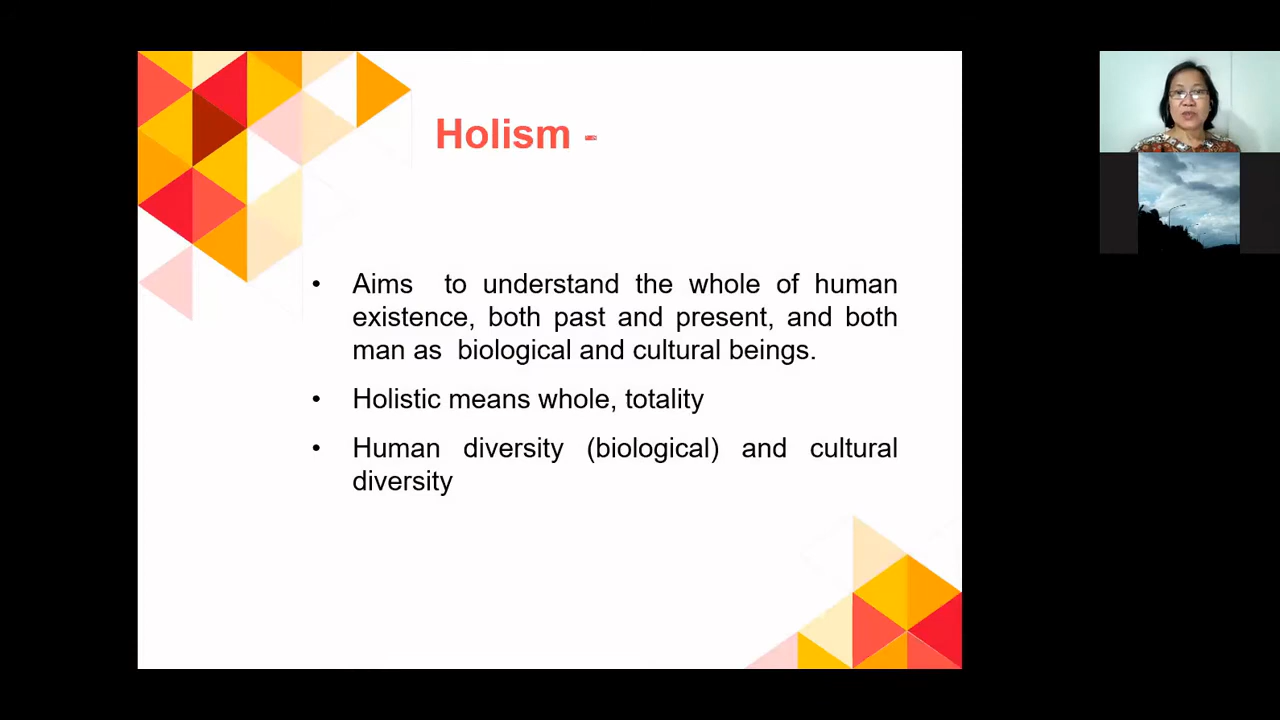 Holism -
• Aims to understand the whole of human
existence, both past and present, and both
man as biological and cultural beings.
• Holistic means whole, totality
• Human diversity (biological) and cultural
diversity